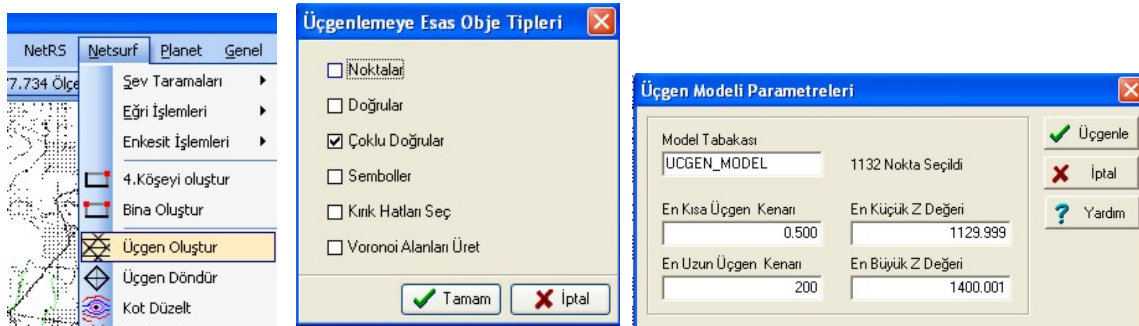 NetRS Netsurf Planet Genel
7.734 Ölçe
Şev Taramaları
Eğri İşlemleri
Enkesit İşlemleri
4.Köşeyi oluştur
Bina Oluştur
Üçgen Oluştur
Üçgen Döndür
Kot Düzelt
Üçgenlemeye Esas Obje Tipleri
Noktalar
Doğrular
Çoklu Doğrular
Semboller
Kırık Hatları Seç
Voronoi Alanları Üret
Tamam İptal
Üçgen Modeli Parametreleri
Model Tabakası
UCGEN_MODEL 1132 Nokta Seçildi
En Kısa Üçgen Kenarı En Küçük Z Değeri
0.500 1129.999
En Uzun Üçgen Kenarı En Büyük Z Değeri
200 1400.001
Üçgenle
İptal
Yardım